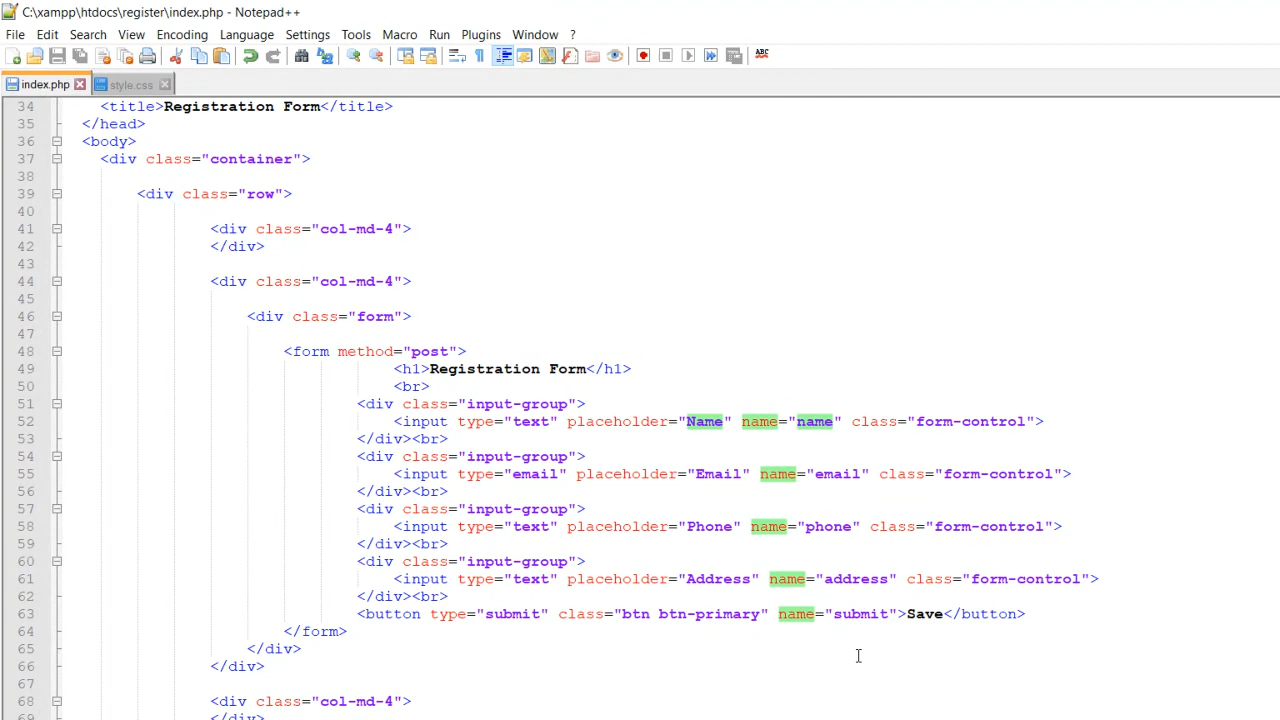 C:\xampp\htdocs\register\index.php - Notepad++
File Edit Search View Encoding Language Settings Tools Macro Run Plugins Window ?
ABC
index.php style.css
34 <title>Registration Form</title>
35 </head>
36 <body>
37 <div class="container">
38
39 <div class="row">
40
41 <div class="col-md-4">
42 </div>
43
44 <div class="col-md-4">
45
46 <div class="form">
47
48 <form method="post">
49 <h1>Registration Form</h1>
50 <br>
51 <div class="input-group">
52 <input type="text" placeholder="Name" name="name" class="form-control">
53 </div><br>
54 <div class="input-group">
55 <input type="email" placeholder="Email" name="email" class="form-control">
56 </div><br>
57 <div class="input-group">
58 <input type="text" placeholder="Phone" name="phone" class="form-control">
59 </div><br>
60 <div class="input-group">
61 <input type="text" placeholder="Address" name="address" class="form-control">
62 </div><br>
63 <button type="submit" class="btn btn-primary" name="submit">Save</button>
64 </form>
65 </div>
66 </div>
67
68 <div class="col-md-4">
69 </div>